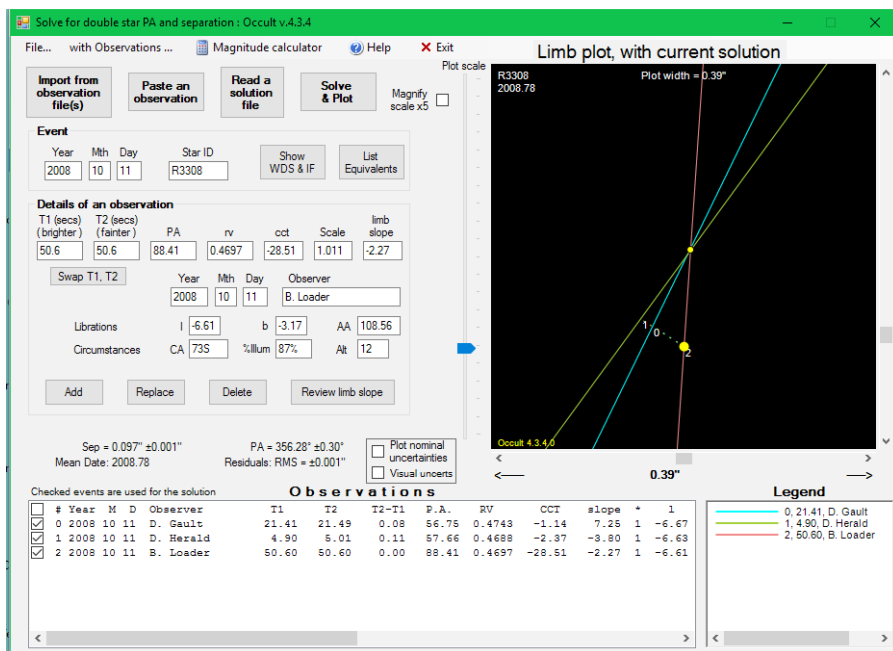 Solve for double star PA and separation : Occult v.4.3.4
File... with Observations ... Magnitude calculator Help Exit
Limb plot, with current solution
Import from observation file(s)
Paste an observation
Read a solution file
Solve & Plot
Magnify scale x5
Plot scale
R3308
2008.78
Plot width = 0.39"
Event
Year Mth Day Star ID
2008 10 11 R3308
Show WDS & IF
List Equivalents
Details of an observation
T1 (secs) (brighter) T2 (secs) (fainter) PA rv cct Scale limb slope
50.6 50.6 88.41 0.4697 -28.51 1.011 -2.27
Swap T1, T2
Year Mth Day Observer
2008 10 11 B. Loader
Librations l -6.61 b -3.17 AA 108.56
Circumstances CA 73S %Illum 87% Alt 12
Add Replace Delete Review limb slope
1
0
2
Occult 4.3.4.0
Sep = 0.097" ±0.001" PA = 356.28° ±0.30°
Mean Date: 2008.78 Residuals: RMS = ±0.001"
Plot nominal uncertainties
Visual uncerts
0.39"
Checked events are used for the solution
Observations
Legend
# Year M D Observer T1 T2 T2-T1 P.A. RV CCT slope * l
0 2008 10 11 D. Gault 21.41 21.49 0.08 56.75 0.4743 -1.14 7.25 1 -6.67
1 2008 10 11 D. Herald 4.90 5.01 0.11 57.66 0.4688 -2.37 -3.80 1 -6.63
2 2008 10 11 B. Loader 50.60 50.60 0.00 88.41 0.4697 -28.51 -2.27 1 -6.61
0, 21.41, D. Gault
1, 4.90, D. Herald
2, 50.60, B. Loader